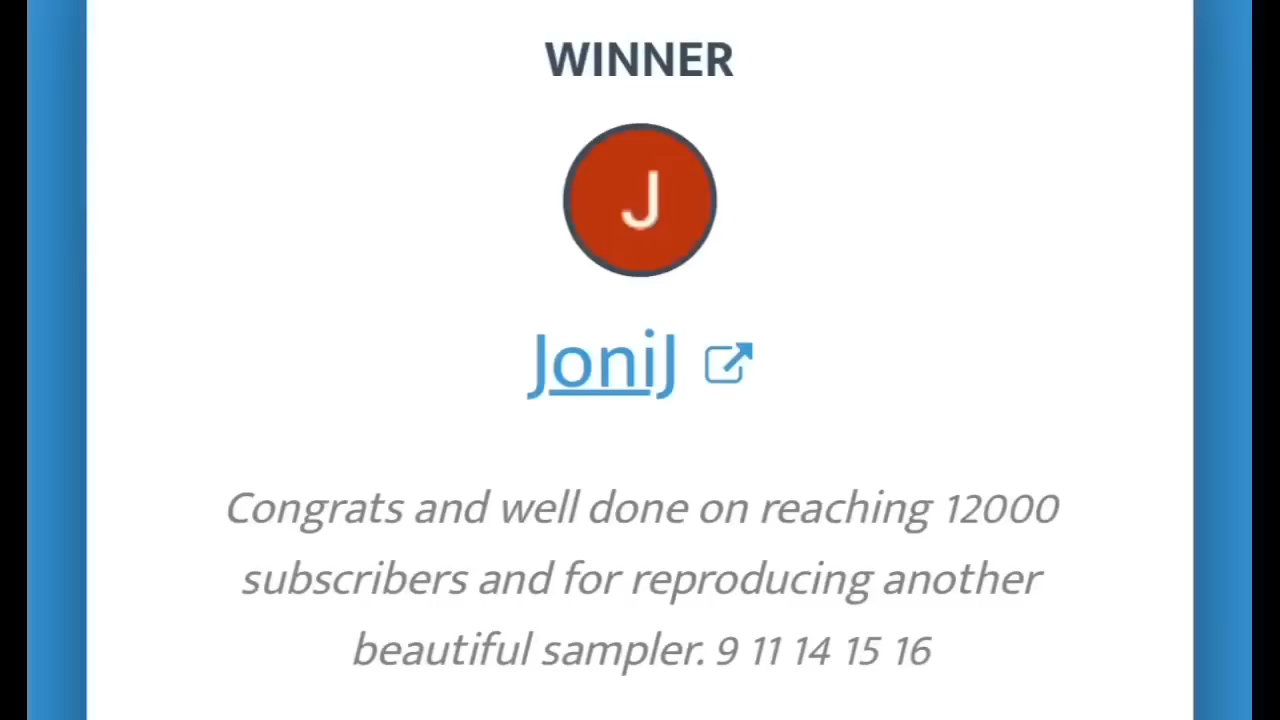 WINNER
J
JoniJ
Congrats and well done on reaching 12000
subscribers and for reproducing another
beautiful sampler. 9 11 14 15 16